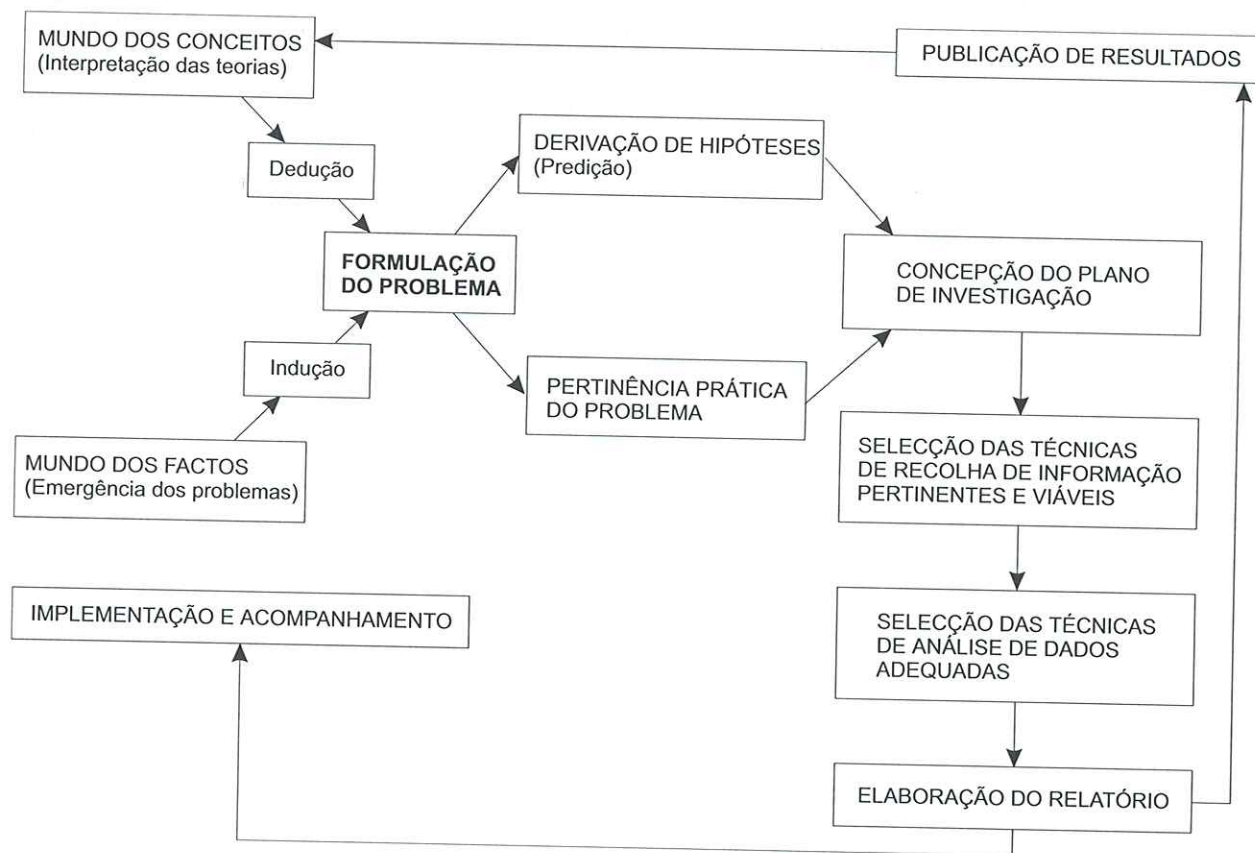 MUNDO DOS CONCEITOS
(Interpretação das teorias)
PUBLICAÇÃO DE RESULTADOS
Dedução
DERIVAÇÃO DE HIPÓTESES
(Predição)
FORMULAÇÃO
DO PROBLEMA
CONCEPÇÃO DO PLANO
DE INVESTIGAÇÃO
Indução
PERTINÊNCIA PRÁTICA
DO PROBLEMA
MUNDO DOS FACTOS
(Emergência dos problemas)
SELECÇÃO DAS TÉCNICAS
DE RECOLHA DE INFORMAÇÃO
PERTINENTES E VIÁVEIS
IMPLEMENTAÇÃO E ACOMPANHAMENTO
SELECÇÃO DAS TÉCNICAS
DE ANÁLISE DE DADOS
ADEQUADAS
ELABORAÇÃO DO RELATÓRIO